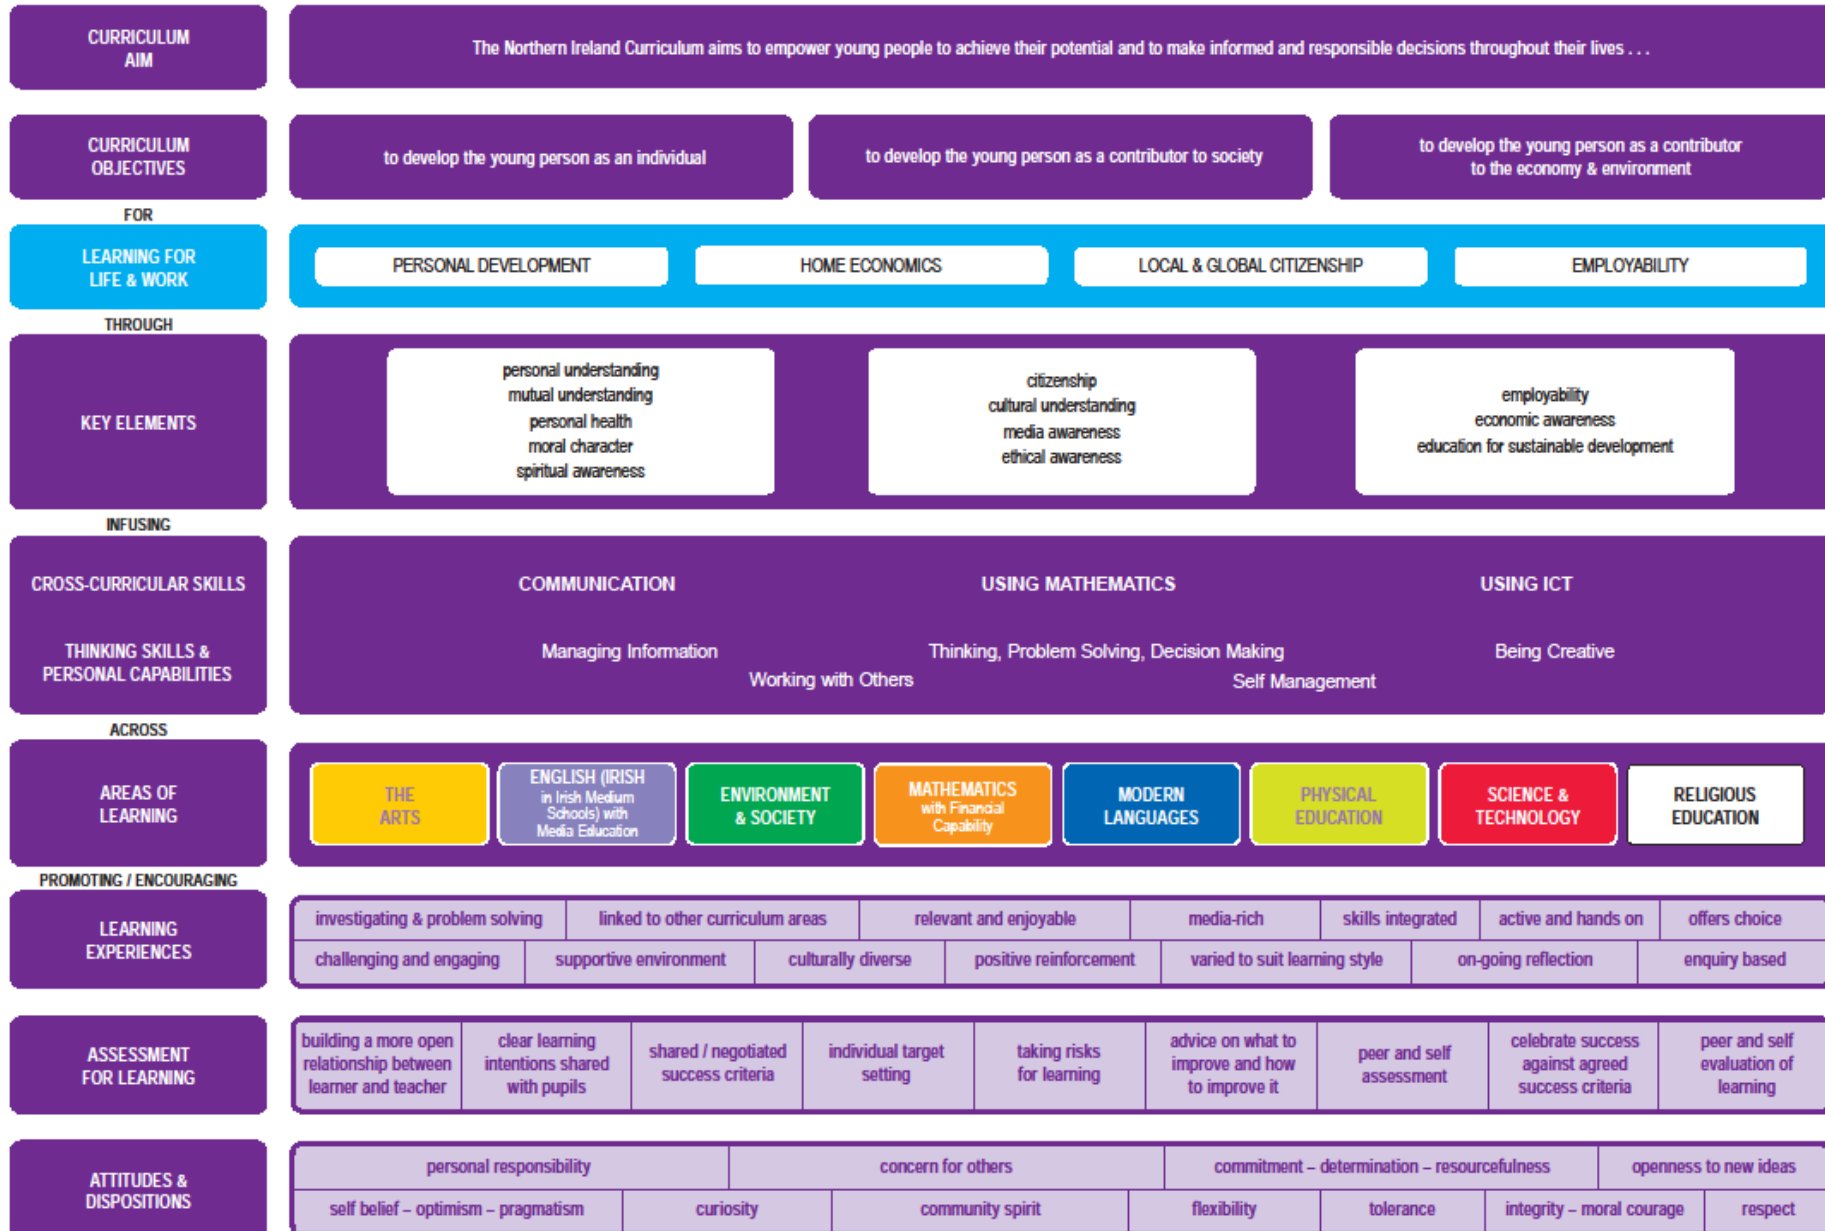 CURRICULUM
AIM
The Northern Ireland Curriculum aims to empower young people to achieve their potential and to make informed and responsible decisions throughout their lives . . .
CURRICULUM
OBJECTIVES
to develop the young person as an individual
to develop the young person as a contributor to society
to develop the young person as a contributor
to the economy & environment
FOR
LEARNING FOR
LIFE & WORK
PERSONAL DEVELOPMENT
HOME ECONOMICS
LOCAL & GLOBAL CITIZENSHIP
EMPLOYABILITY
THROUGH
KEY ELEMENTS
personal understanding
mutual understanding
personal health
moral character
spiritual awareness
citizenship
cultural understanding
media awareness
ethical awareness
employability
economic awareness
education for sustainable development
INFUSING
CROSS-CURRICULAR SKILLS
COMMUNICATION
USING MATHEMATICS
USING ICT
THINKING SKILLS &
PERSONAL CAPABILITIES
Managing Information
Thinking, Problem Solving, Decision Making
Being Creative
Working with Others
Self Management
ACROSS
AREAS OF
LEARNING
THE
ARTS
ENGLISH (IRISH
in Irish Medium
Schools) with
Media Education
ENVIRONMENT
& SOCIETY
MATHEMATICS
with Financial
Capability
MODERN
LANGUAGES
PHYSICAL
EDUCATION
SCIENCE &
TECHNOLOGY
RELIGIOUS
EDUCATION
PROMOTING / ENCOURAGING
LEARNING
EXPERIENCES
investigating & problem solving
linked to other curriculum areas
relevant and enjoyable
media-rich
skills integrated
active and hands on
offers choice
challenging and engaging
supportive environment
culturally diverse
positive reinforcement
varied to suit learning style
on-going reflection
enquiry based
ASSESSMENT
FOR LEARNING
building a more open
relationship between
learner and teacher
clear learning
intentions shared
with pupils
shared / negotiated
success criteria
individual target
setting
taking risks
for learning
advice on what to
improve and how
to improve it
peer and self
assessment
celebrate success
against agreed
success criteria
peer and self
evaluation of
learning
ATTITUDES &
DISPOSITIONS
personal responsibility
concern for others
commitment – determination – resourcefulness
openness to new ideas
self belief – optimism – pragmatism
curiosity
community spirit
flexibility
tolerance
integrity – moral courage
respect